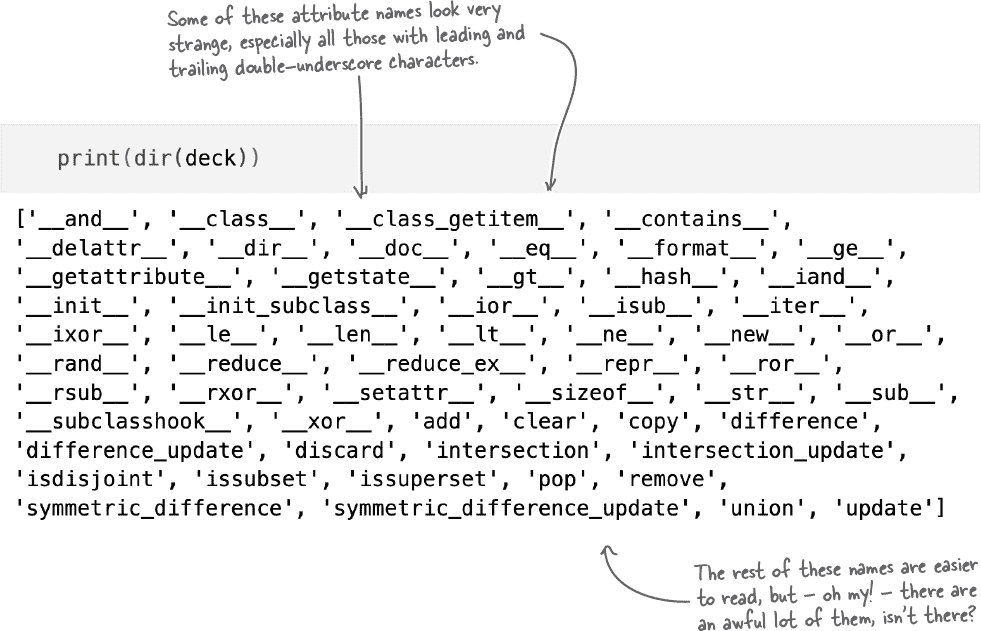 Some of these attribute names look very
strange, especially all those with leading and
trailing double-underscore characters.
print(dir(deck))
['__and__', '__class__', '__class_getitem__', '__contains__',
'__delattr__', '__dir__', '__doc__', '__eq__', '__format__', '__ge__',
'__getattribute__', '__getstate__', '__gt__', '__hash__', '__iand__',
'__init__', '__init_subclass__', '__ior__', '__isub__', '__iter__',
'__ixor__', '__le__', '__len__', '__lt__', '__ne__', '__new__', '__or__',
'__rand__', '__reduce__', '__reduce_ex__', '__repr__', '__ror__',
'__rsub__', '__rxor__', '__setattr__', '__sizeof__', '__str__', '__sub__',
'__subclasshook__', '__xor__', 'add', 'clear', 'copy', 'difference',
'difference_update', 'discard', 'intersection', 'intersection_update',
'isdisjoint', 'issubset', 'issuperset', 'pop', 'remove',
'symmetric_difference', 'symmetric_difference_update', 'union', 'update']
The rest of these names are easier
to read, but – oh my! – there are
an awful lot of them, isn't there?